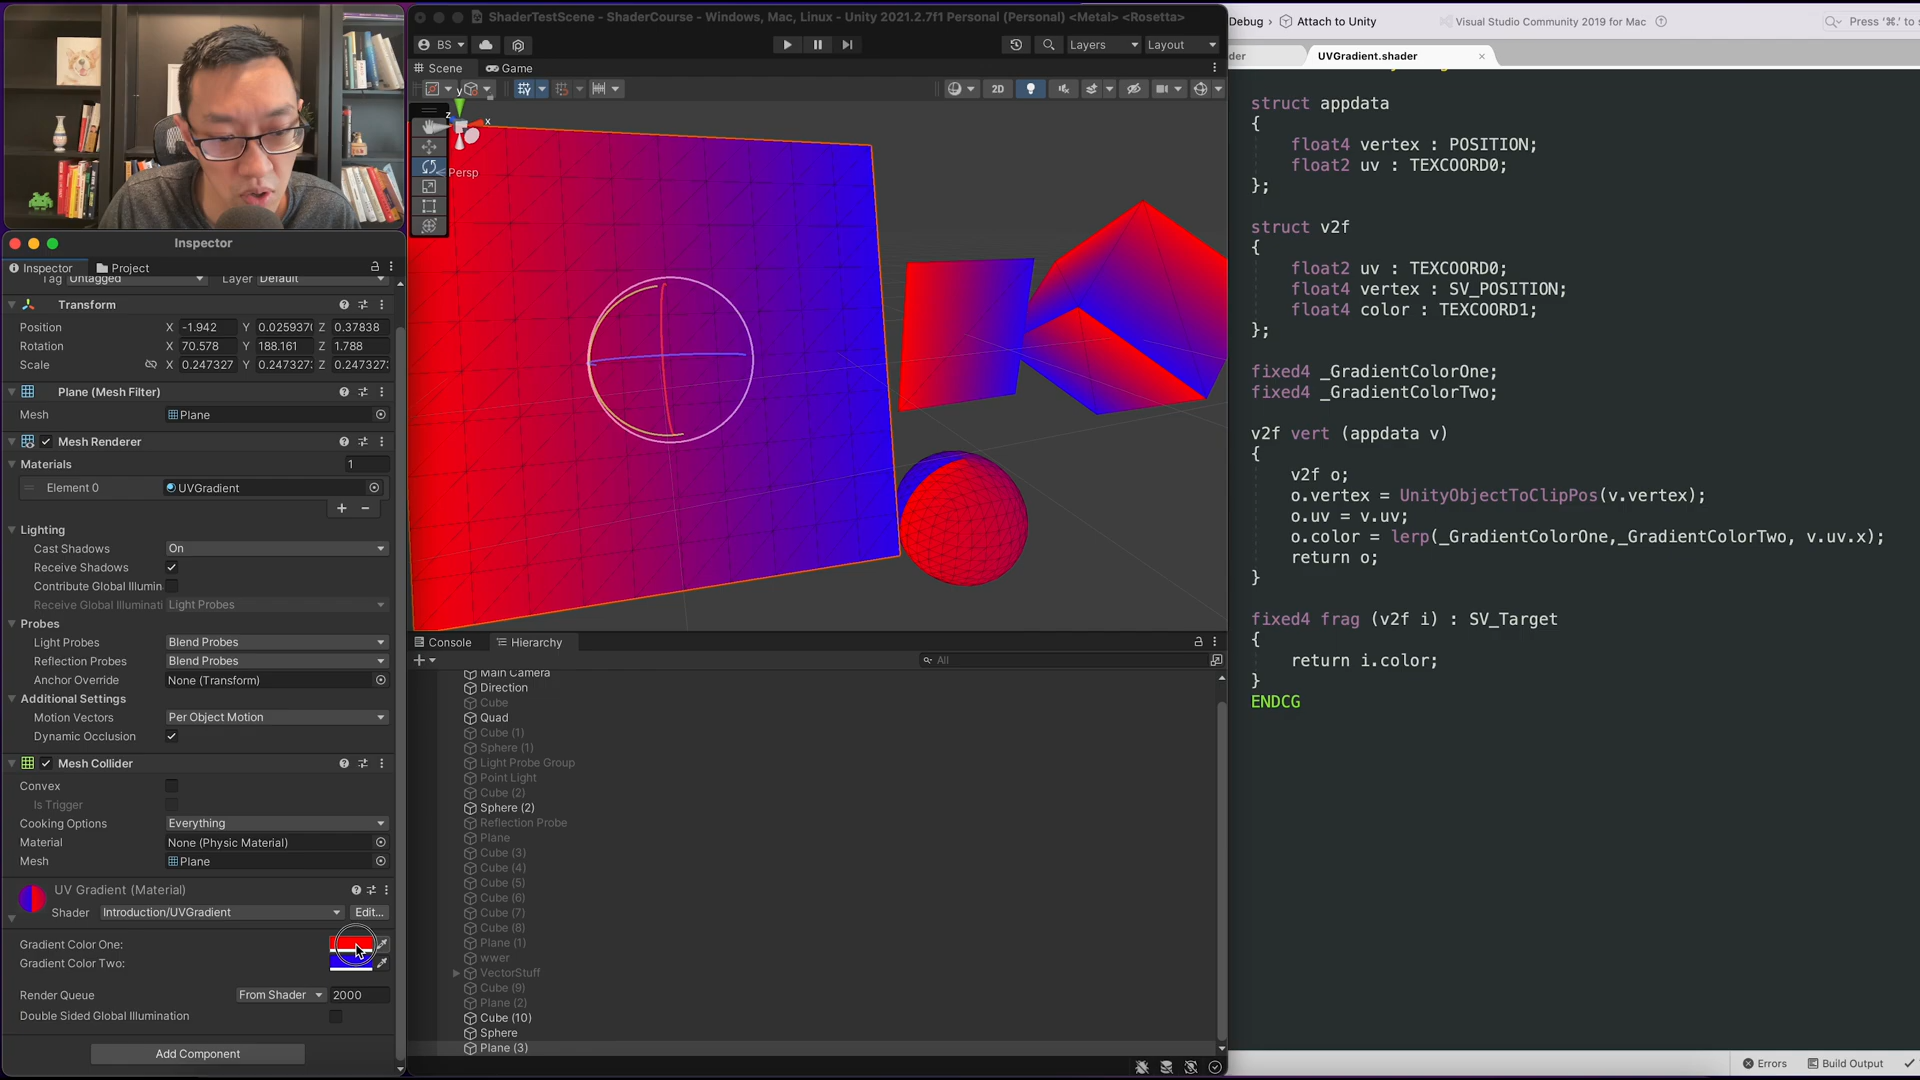 ShaderTestScene - ShaderCourse - Windows, Mac, Linux - Unity 2021.2.7f1 Personal (Personal) <Metal> <Rosetta>
BS
Layers
Layout
Scene
Game
2D
y
z
x
Persp
Inspector
Inspector
Project
Tag Untagged
Layer Default
Transform
Position X -1.942 Y 0.025937( Z 0.37838
Rotation X 70.578 Y 188.161 Z 1.788
Scale X 0.247327 Y 0.247327: Z 0.247327:
Plane (Mesh Filter)
Mesh Plane
Mesh Renderer
Materials 1
Element 0 UVGradient
Lighting
Cast Shadows On
Receive Shadows
Contribute Global Illumin
Receive Global Illuminati Light Probes
Probes
Light Probes Blend Probes
Reflection Probes Blend Probes
Anchor Override None (Transform)
Additional Settings
Motion Vectors Per Object Motion
Dynamic Occlusion
Mesh Collider
Convex
Is Trigger
Cooking Options Everything
Material None (Physic Material)
Mesh Plane
UV Gradient (Material)
Shader Introduction/UVGradient Edit...
Gradient Color One:
Gradient Color Two:
Render Queue From Shader 2000
Double Sided Global Illumination
Add Component
Console
Hierarchy
All
Main Camera
Direction
Cube
Quad
Cube (1)
Sphere (1)
Light Probe Group
Point Light
Cube (2)
Sphere (2)
Reflection Probe
Plane
Cube (3)
Cube (4)
Cube (5)
Cube (6)
Cube (7)
Cube (8)
Plane (1)
wwer
VectorStuff
Cube (9)
Plane (2)
Cube (10)
Sphere
Plane (3)
Debug › Attach to Unity
Visual Studio Community 2019 for Mac
Press '⌘.' to s
der
UVGradient.shader
struct appdata
{
float4 vertex : POSITION;
float2 uv : TEXCOORD0;
};
struct v2f
{
float2 uv : TEXCOORD0;
float4 vertex : SV_POSITION;
float4 color : TEXCOORD1;
};
fixed4 _GradientColorOne;
fixed4 _GradientColorTwo;
v2f vert (appdata v)
{
v2f o;
o.vertex = UnityObjectToClipPos(v.vertex);
o.uv = v.uv;
o.color = lerp(_GradientColorOne,_GradientColorTwo, v.uv.x);
return o;
}
fixed4 frag (v2f i) : SV_Target
{
return i.color;
}
ENDCG
Errors
Build Output